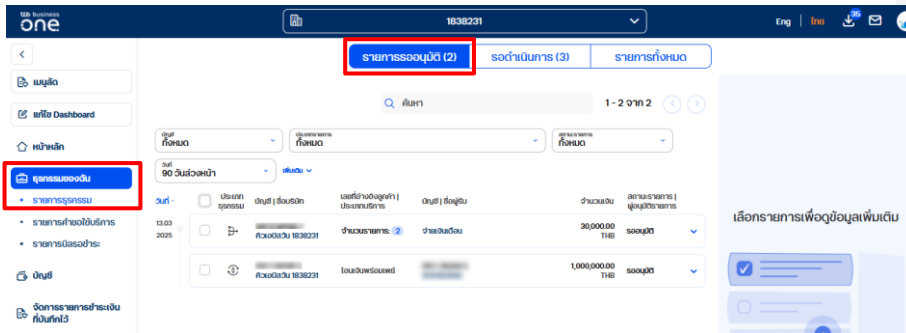 ttb business
one
1838231
Eng | ไทย
35
เมนูลัด
แก้ไข Dashboard
หน้าหลัก
ธุรกรรมของฉัน
รายการธุรกรรม
รายการคำขอใช้บริการ
รายการบิลรอชำระ
บัญชี
จัดการรายการชำระเงิน
ที่บันทึกไว้
รายการรออนุมัติ (2)
รอดำเนินการ (3)
รายการทั้งหมด
ค้นหา
1 - 2 จาก 2
บัญชี
ทั้งหมด
ประเภทรายการ
ทั้งหมด
สถานะรายการ
ทั้งหมด
วันที่
90 วันล่วงหน้า
เพิ่มเติม
วันที่
ประเภท
ธุรกรรม
บัญชี | ชื่อบริษัท
เลขที่อ้างอิงลูกค้า |
ประเภทบริการ
บัญชี | ชื่อผู้รับ
จำนวนเงิน
สถานะรายการ |
ผู้อนุมัติรายการ
13.03
2025
คิวเอบีสวัน 1838231
จำนวนรายการ: 2
จ่ายเงินเดือน
30,000.00
THB
รออนุมัติ
คิวเอบีสวัน 1838231
โอนเงินพร้อมเพย์
1,000,000.00
THB
รออนุมัติ
เลือกรายการเพื่อดูข้อมูลเพิ่มเติม